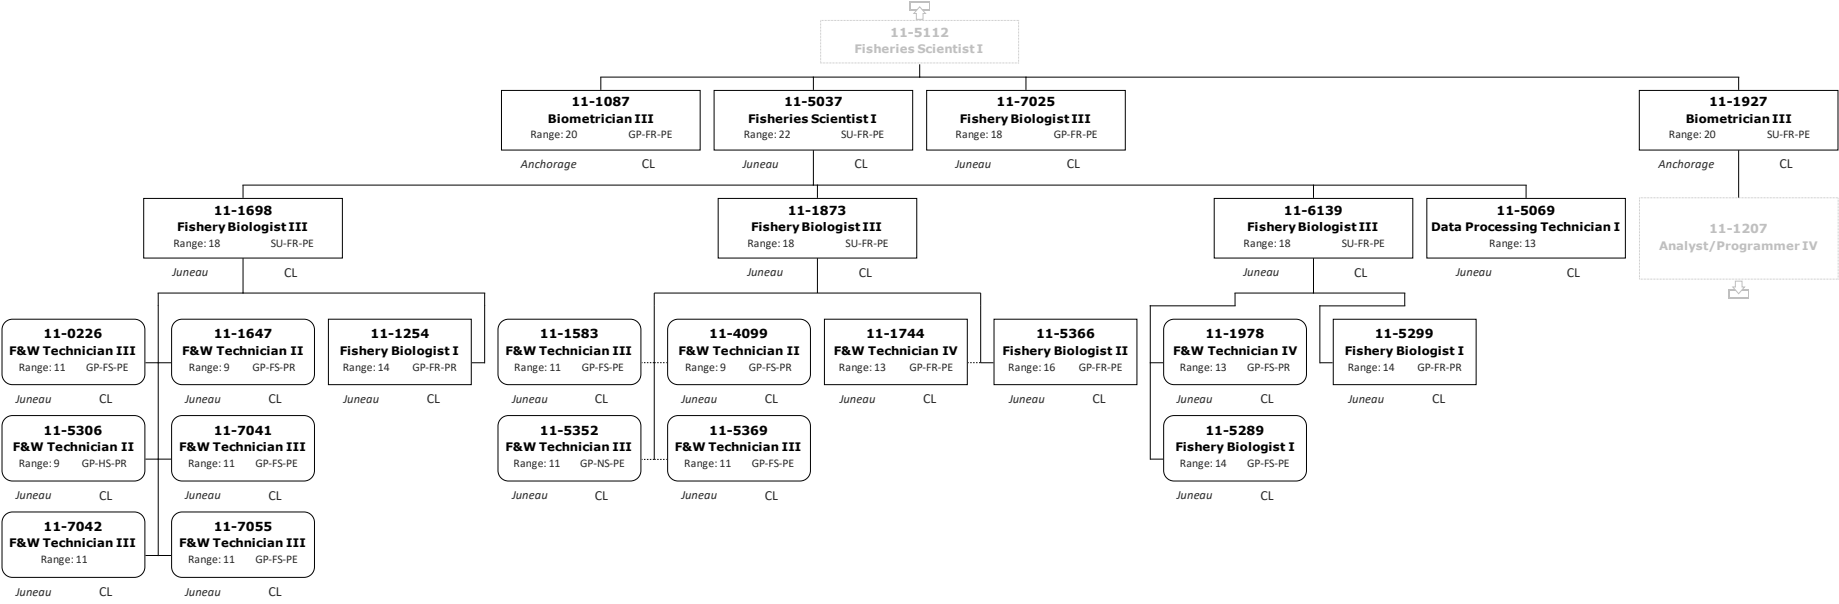 11-5112
Fisheries Scientist I
11-1087
Biometrician III
Range: 20 GP-FR-PE
Anchorage CL
11-5037
Fisheries Scientist I
Range: 22 SU-FR-PE
Juneau CL
11-7025
Fishery Biologist III
Range: 18 GP-FR-PE
Juneau CL
11-1927
Biometrician III
Range: 20 SU-FR-PE
Anchorage CL
11-1698
Fishery Biologist III
Range: 18 SU-FR-PE
Juneau CL
11-1873
Fishery Biologist III
Range: 18 SU-FR-PE
Juneau CL
11-6139
Fishery Biologist III
Range: 18 SU-FR-PE
Juneau CL
11-5069
Data Processing Technician I
Range: 13
Juneau CL
11-1207
Analyst/Programmer IV
11-0226
F&W Technician III
Range: 11 GP-FS-PE
Juneau CL
11-1647
F&W Technician II
Range: 9 GP-FS-PR
Juneau CL
11-1254
Fishery Biologist I
Range: 14 GP-FR-PR
Juneau CL
11-1583
F&W Technician III
Range: 11 GP-FS-PE
Juneau CL
11-4099
F&W Technician II
Range: 9 GP-FS-PR
Juneau CL
11-1744
F&W Technician IV
Range: 13 GP-FR-PE
Juneau CL
11-5366
Fishery Biologist II
Range: 16 GP-FR-PE
Juneau CL
11-1978
F&W Technician IV
Range: 13 GP-FS-PR
Juneau CL
11-5299
Fishery Biologist I
Range: 14 GP-FR-PR
Juneau CL
11-5306
F&W Technician II
Range: 9 GP-HS-PR
Juneau CL
11-7041
F&W Technician III
Range: 11 GP-FS-PE
Juneau CL
11-5352
F&W Technician III
Range: 11 GP-NS-PE
Juneau CL
11-5369
F&W Technician III
Range: 11 GP-FS-PE
Juneau CL
11-5289
Fishery Biologist I
Range: 14 GP-FS-PE
Juneau CL
11-7042
F&W Technician III
Range: 11
Juneau CL
11-7055
F&W Technician III
Range: 11 GP-FS-PE
Juneau CL